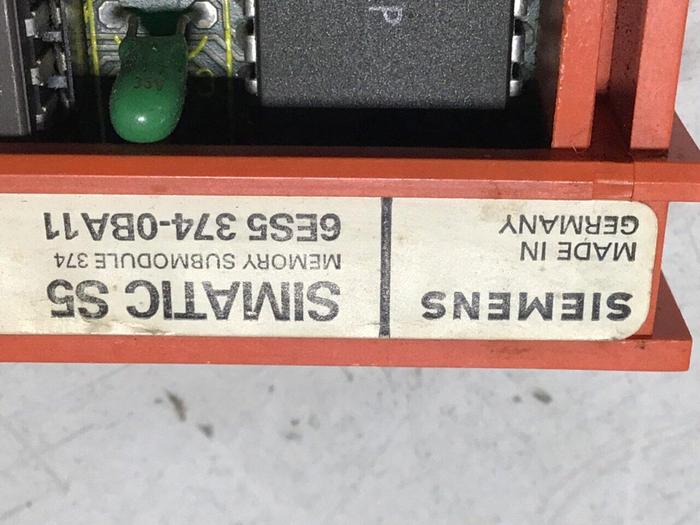 SIEMENS
MADE IN
GERMANY
SIMATIC S5
MEMORY SUBMODULE 374
6ES5 374-0BA11
P